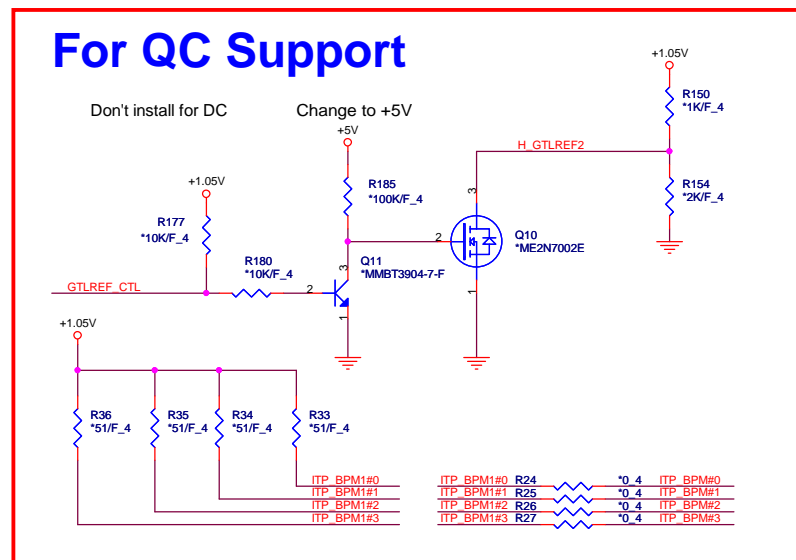 For QC Support
Don't install for DC
Change to +5V
+5V
+1.05V
R150
*1K/F_4
H_GTLREF2
R154
*2K/F_4
+1.05V
R177
*10K/F_4
R185
*100K/F_4
3
2
Q10
*ME2N7002E
1
R180
*10K/F_4
GTLREF_CTL
2
3
Q11
*MMBT3904-7-F
1
+1.05V
R36
*51/F_4
R35
*51/F_4
R34
*51/F_4
R33
*51/F_4
ITP_BPM1#0
ITP_BPM1#1
ITP_BPM1#2
ITP_BPM1#3
ITP_BPM1#0 R24 *0_4 ITP_BPM#0
ITP_BPM1#1 R25 *0_4 ITP_BPM#1
ITP_BPM1#2 R26 *0_4 ITP_BPM#2
ITP_BPM1#3 R27 *0_4 ITP_BPM#3